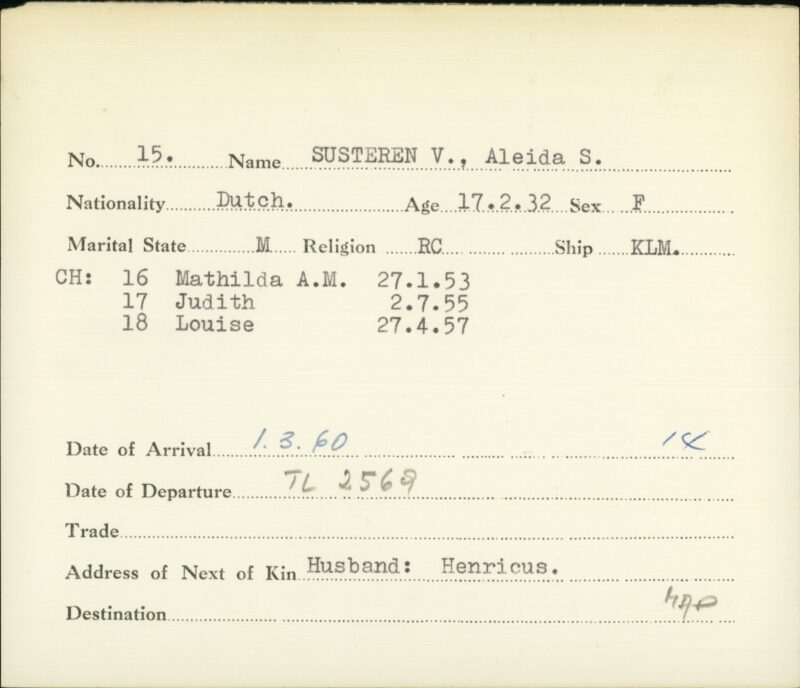 No. 15. Name SUSTEREN V., Aleida S.
Nationality Dutch. Age 17.2.32 Sex F
Marital State M Religion RC Ship KLM.
CH: 16 Mathilda A.M. 27.1.53
17 Judith 2.7.55
18 Louise 27.4.57
Date of Arrival 1.3.60
Date of Departure TL 2569
Trade
Address of Next of Kin Husband: Henricus.
Destination